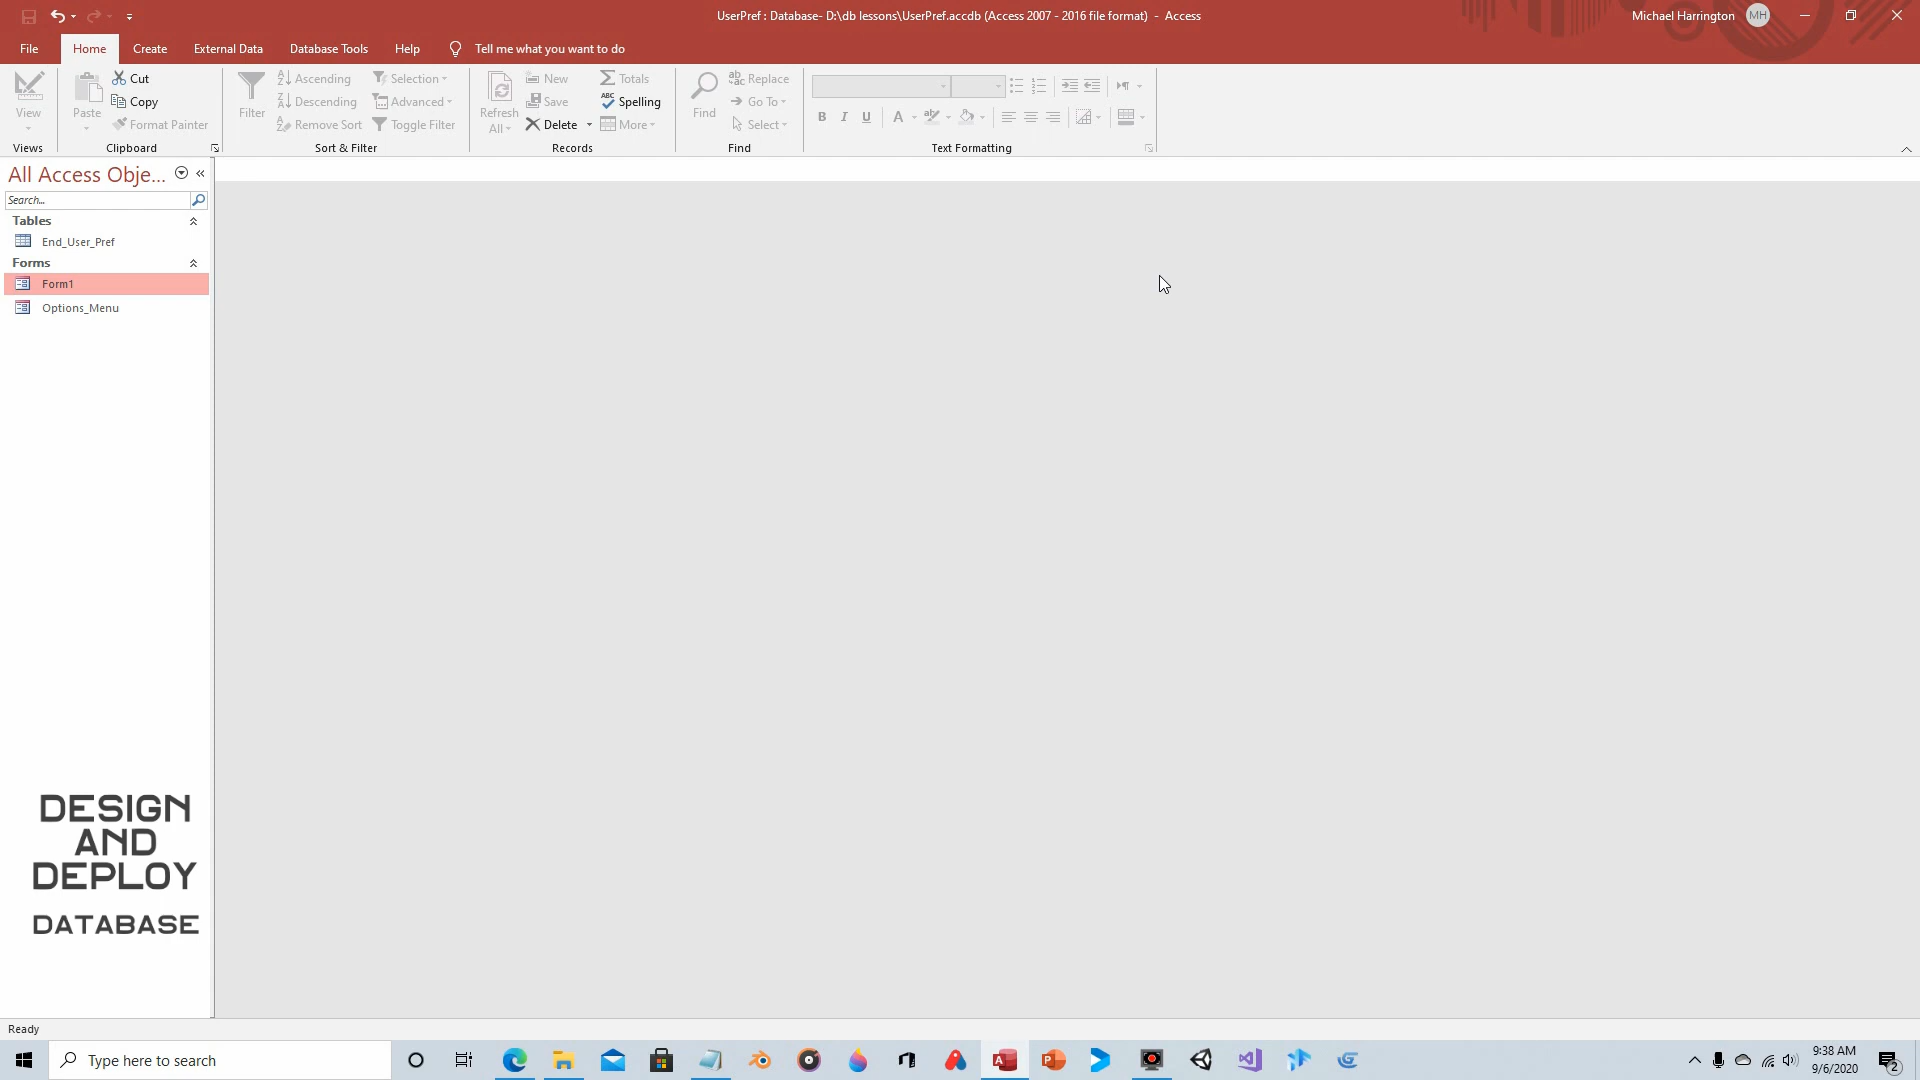 UserPref : Database- D:\db lessons\UserPref.accdb (Access 2007 - 2016 file format) - Access
Michael Harrington MH
File Home Create External Data Database Tools Help Tell me what you want to do
View
Views
Paste
Cut
Copy
Format Painter
Clipboard
Filter
Ascending
Descending
Remove Sort
Selection
Advanced
Toggle Filter
Sort & Filter
Refresh
All
New
Save
Delete
Totals
Spelling
More
Records
Find
Replace
Go To
Select
Find
B I U A
Text Formatting
All Access Obje...
Search...
Tables
End_User_Pref
Forms
Form1
Options_Menu
DESIGN
AND
DEPLOY
DATABASE
Ready
Type here to search
9:38 AM
9/6/2020
2